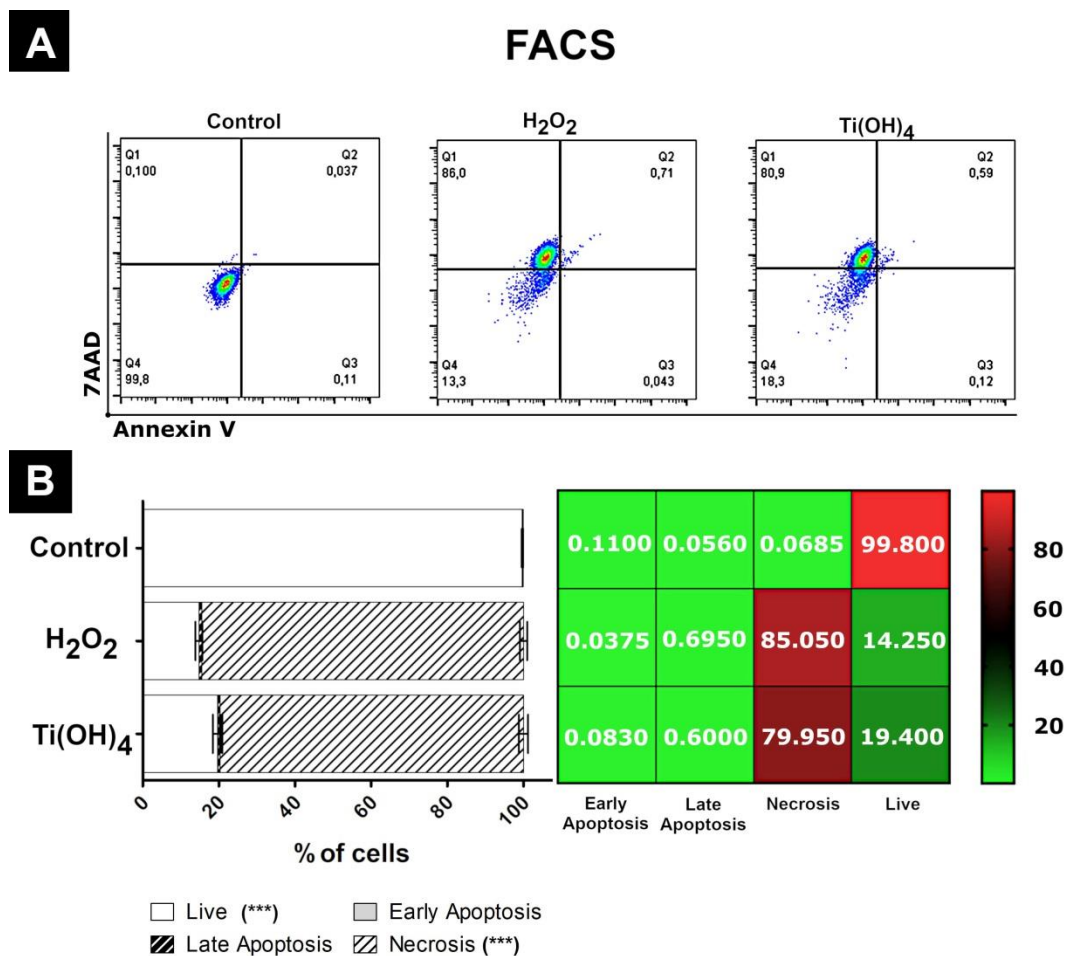 A
FACS
Control
Q1
0,100
Q2
0,037
Q4
99,8
Q3
0,11
H2O2
Q1
86,0
Q2
0,71
Q4
13,3
Q3
0,043
Ti(OH)4
Q1
80,9
Q2
0,59
Q4
18,3
Q3
0,12
7AAD
Annexin V
B
Control
H2O2
Ti(OH)4
0 20 40 60 80 100
% of cells
0.1100 0.0560 0.0685 99.800
0.0375 0.6950 85.050 14.250
0.0830 0.6000 79.950 19.400
Early Apoptosis
Late Apoptosis
Necrosis
Live
80
60
40
20
Live (***)
Early Apoptosis
Late Apoptosis
Necrosis (***)